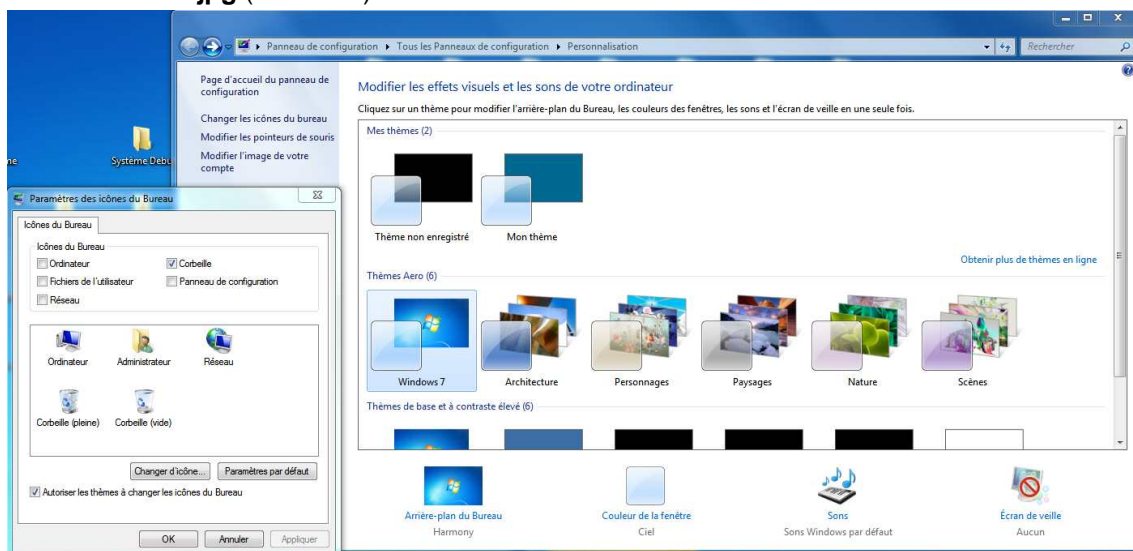 jpg (
Panneau de configuration ▸ Tous les Panneaux de configuration ▸ Personnalisation
Rechercher
Page d'accueil du panneau de
configuration
Changer les icônes du bureau
Modifier les pointeurs de souris
Modifier l'image de votre
compte
Modifier les effets visuels et les sons de votre ordinateur
Cliquez sur un thème pour modifier l'arrière-plan du Bureau, les couleurs des fenêtres, les sons et l'écran de veille en une seule fois.
Mes thèmes (2)
Thème non enregistré
Mon thème
Obtenir plus de thèmes en ligne
Thèmes Aero (6)
Windows 7
Architecture
Personnages
Paysages
Nature
Scènes
Thèmes de base et à contraste élevé (6)
Arrière-plan du Bureau
Harmony
Couleur de la fenêtre
Ciel
Sons
Sons Windows par défaut
Écran de veille
Aucun
Système Debu
Paramètres des icônes du Bureau
Icônes du Bureau
Icônes du Bureau
Ordinateur
Corbeille
Fichiers de l'utilisateur
Panneau de configuration
Réseau
Ordinateur
Administrateur
Réseau
Corbeille (pleine)
Corbeille (vide)
Changer d'icône...
Paramètres par défaut
Autoriser les thèmes à changer les icônes du Bureau
OK
Annuler
Appliquer